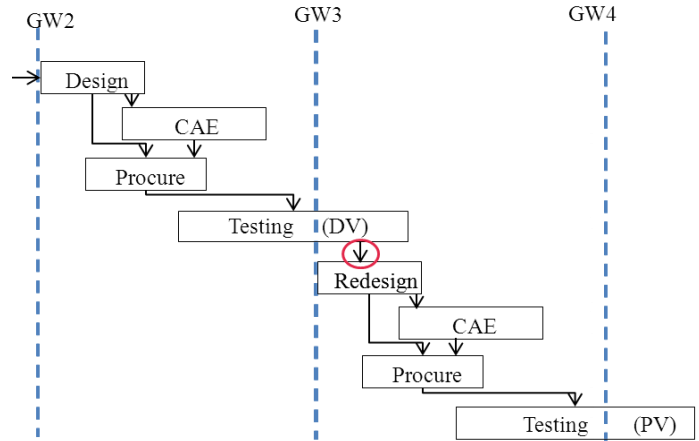 GW2 GW3 GW4
Design
CAE
Procure
Testing (DV)
Redesign
CAE
Procure
Testing (PV)